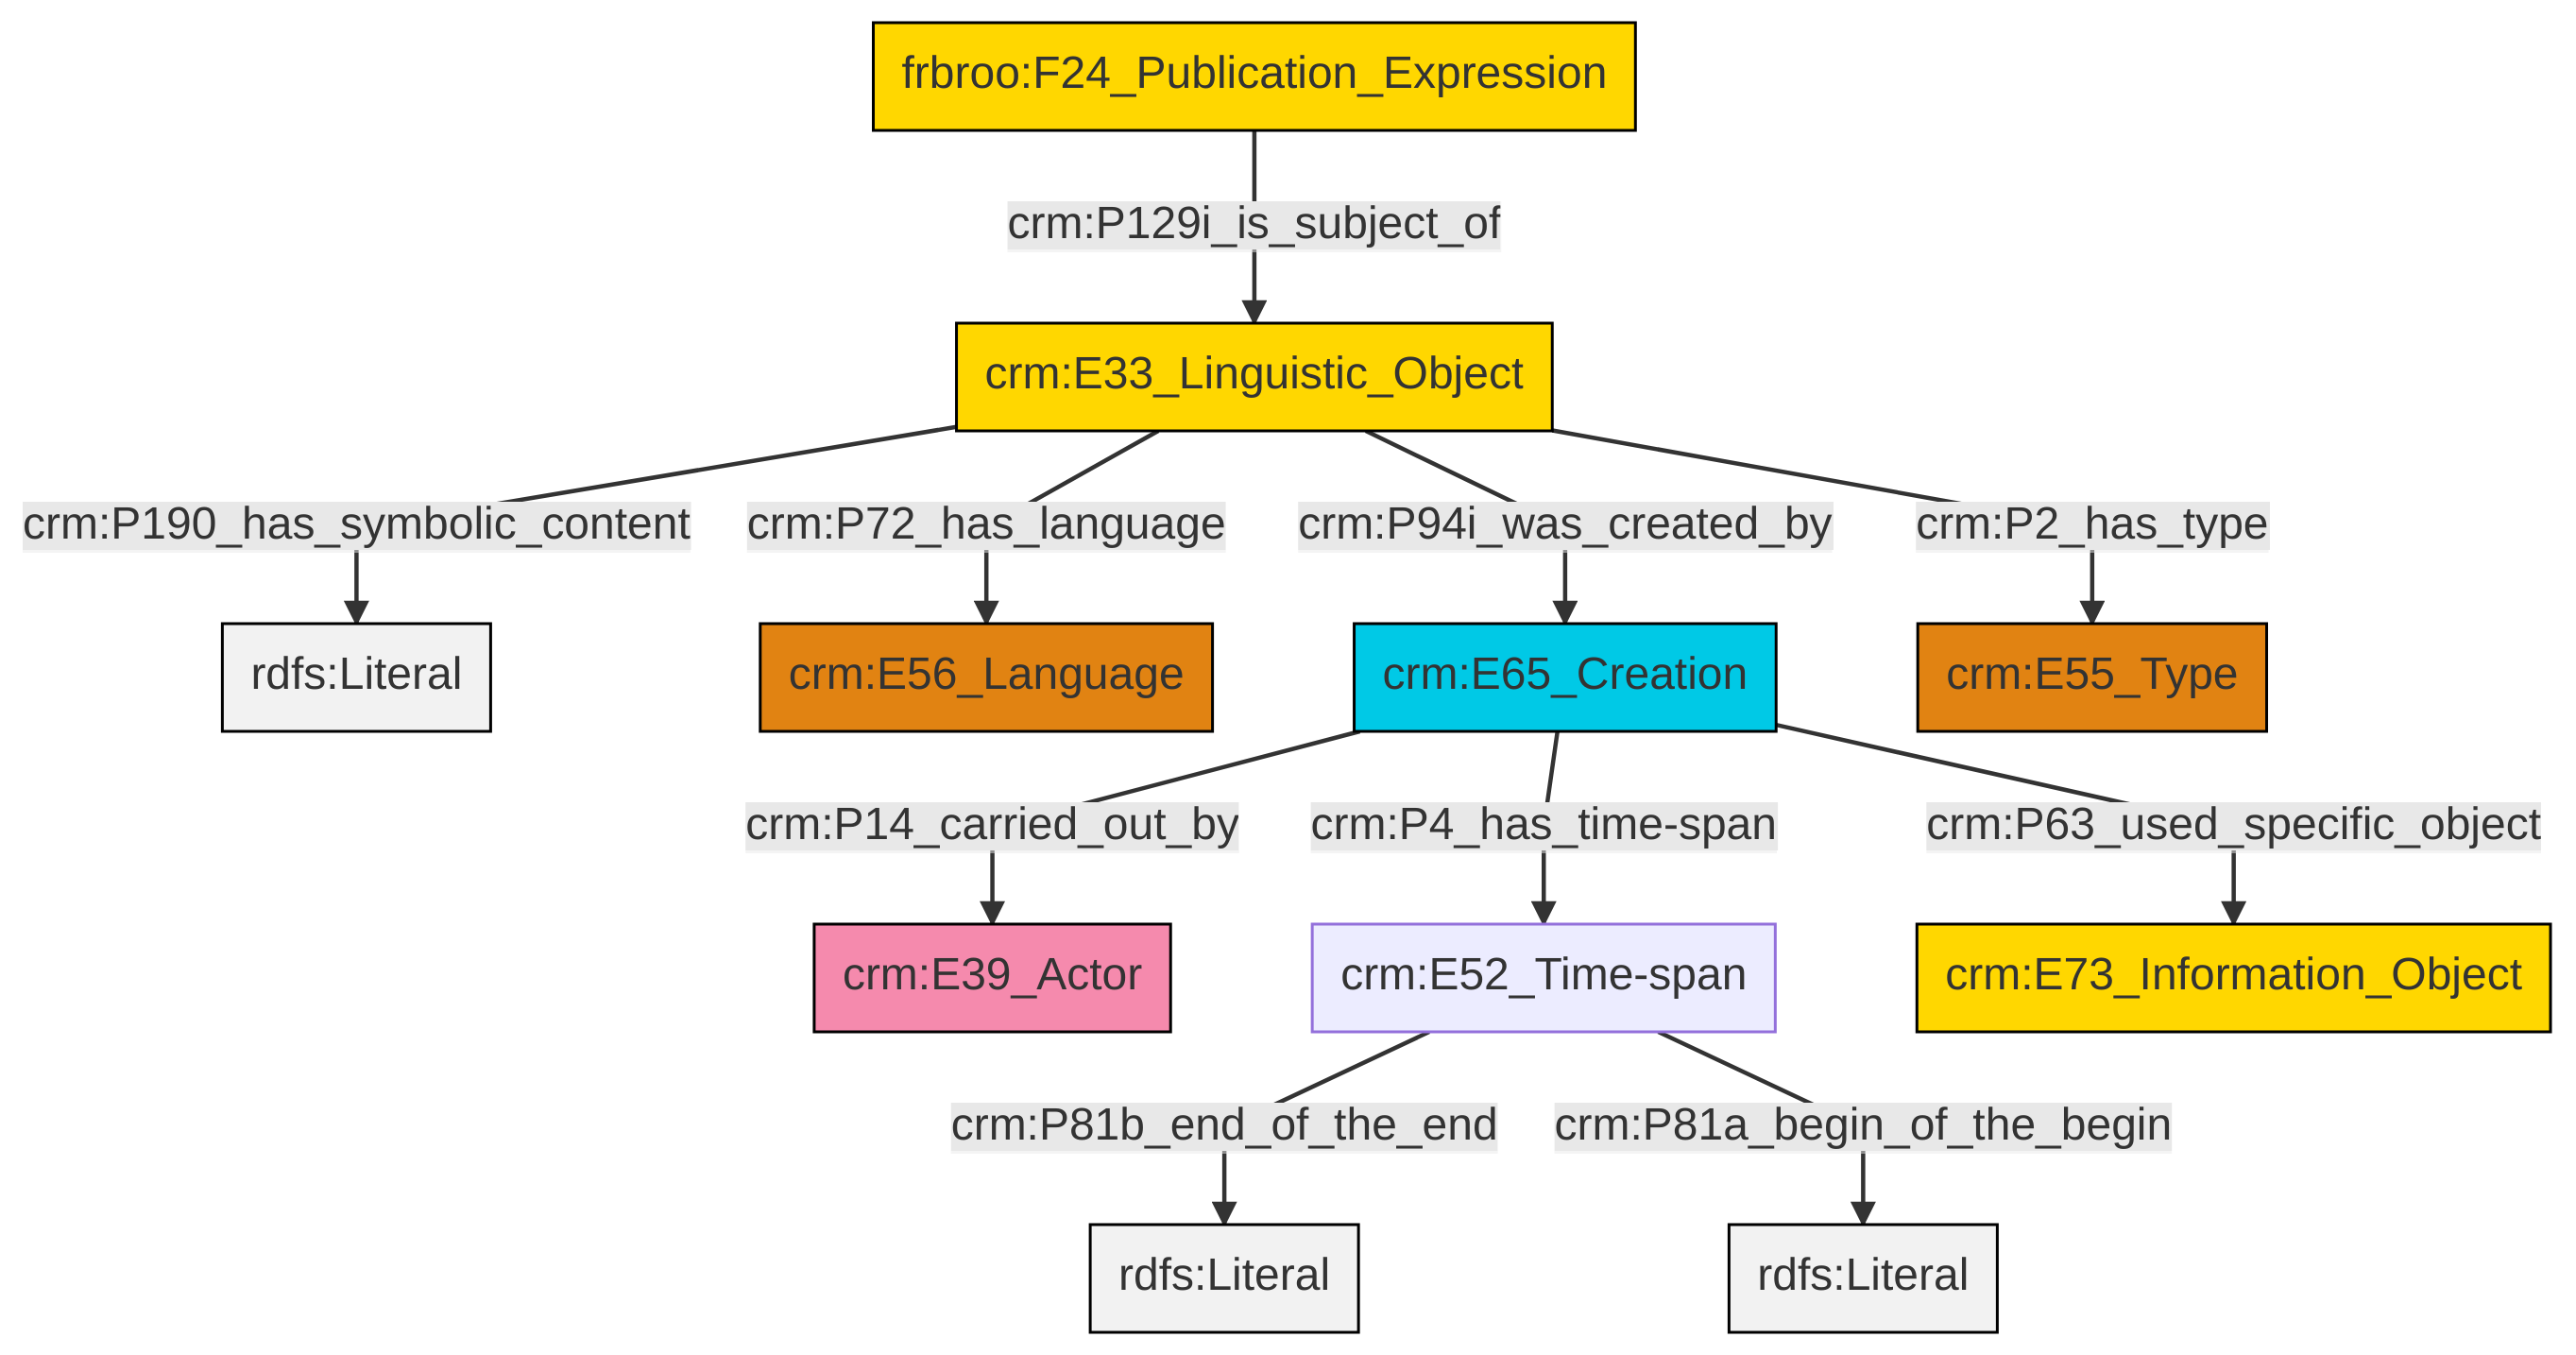 frbroo:F24_Publication_Expression
crm:P129i_is_subject_of
crm:E33_Linguistic_Object
crm:P190_has_symbolic_content
crm:P72_has_language
crm:P94i_was_created_by
crm:P2_has_type
rdfs:Literal
crm:E56_Language
crm:E65_Creation
crm:E55_Type
crm:P14_carried_out_by
crm:P4_has_time-span
crm:P63_used_specific_object
crm:E39_Actor
crm:E52_Time-span
crm:E73_Information_Object
crm:P81b_end_of_the_end
crm:P81a_begin_of_the_begin
rdfs:Literal
rdfs:Literal